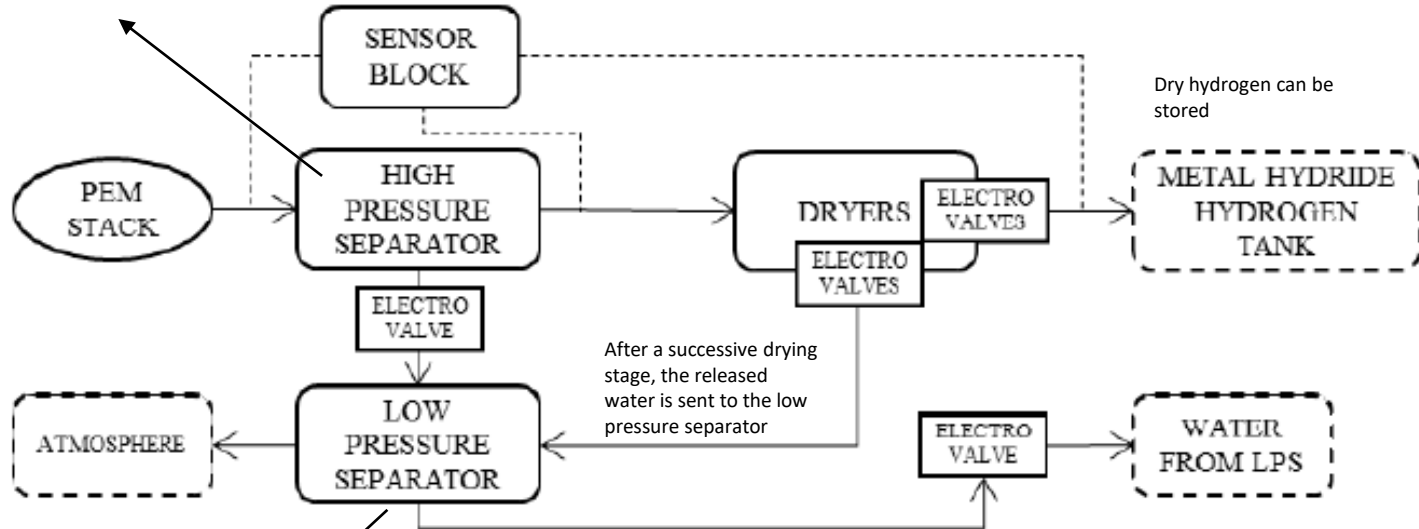 SENSOR
BLOCK
Dry hydrogen can be
stored
PEM
STACK
HIGH
PRESSURE
SEPARATOR
DRYERS
ELECTRO
VALVES
ELECTRO
VALVES
METAL HYDRIDE
HYDROGEN
TANK
ELECTRO
VALVE
After a successive drying
stage, the released
water is sent to the low
pressure separator
ATMOSPHERE
LOW
PRESSURE
SEPARATOR
ELECTRO
VALVE
WATER
FROM LPS